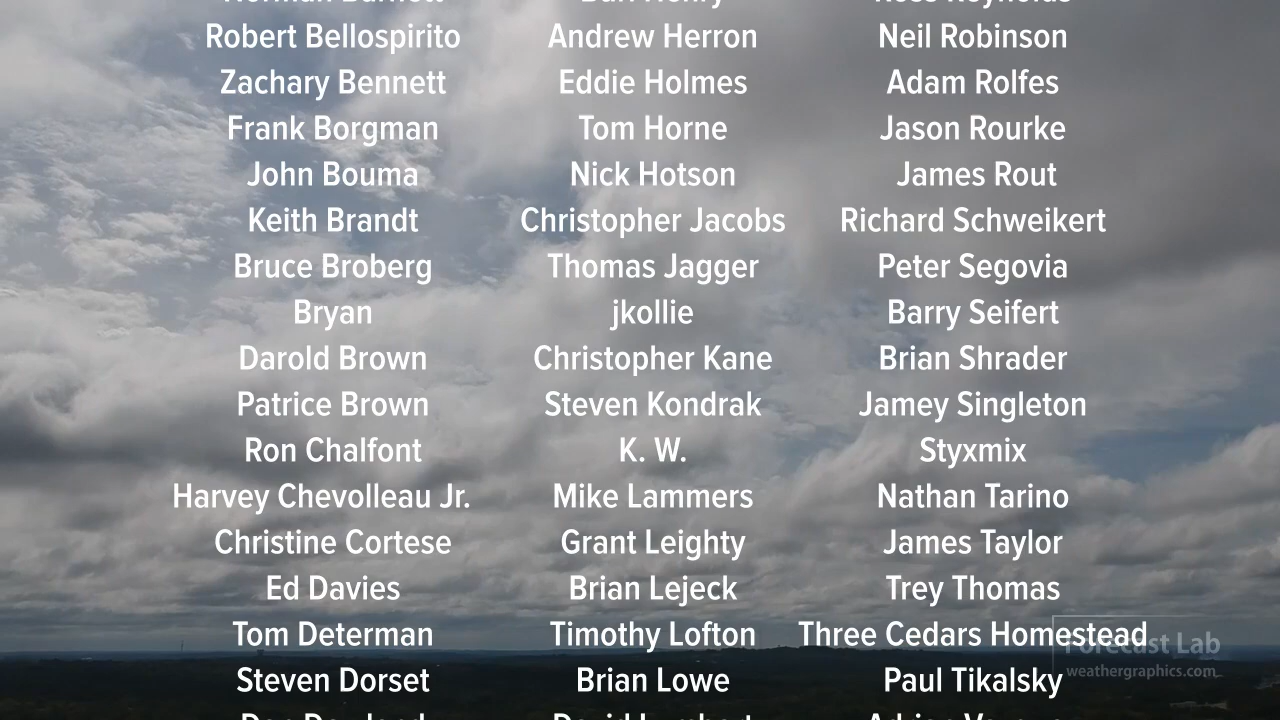 Robert Bellospirito
Andrew Herron
Neil Robinson
Zachary Bennett
Eddie Holmes
Adam Rolfes
Frank Borgman
Tom Horne
Jason Rourke
John Bouma
Nick Hotson
James Rout
Keith Brandt
Christopher Jacobs
Richard Schweikert
Bruce Broberg
Thomas Jagger
Peter Segovia
Bryan
jkollie
Barry Seifert
Darold Brown
Christopher Kane
Brian Shrader
Patrice Brown
Steven Kondrak
Jamey Singleton
Ron Chalfont
K. W.
Styxmix
Harvey Chevolleau Jr.
Mike Lammers
Nathan Tarino
Christine Cortese
Grant Leighty
James Taylor
Ed Davies
Brian Lejeck
Trey Thomas
Tom Determan
Timothy Lofton
Three Cedars Homestead
Forecast Lab
Steven Dorset
Brian Lowe
Paul Tikalsky
weathergraphics.com